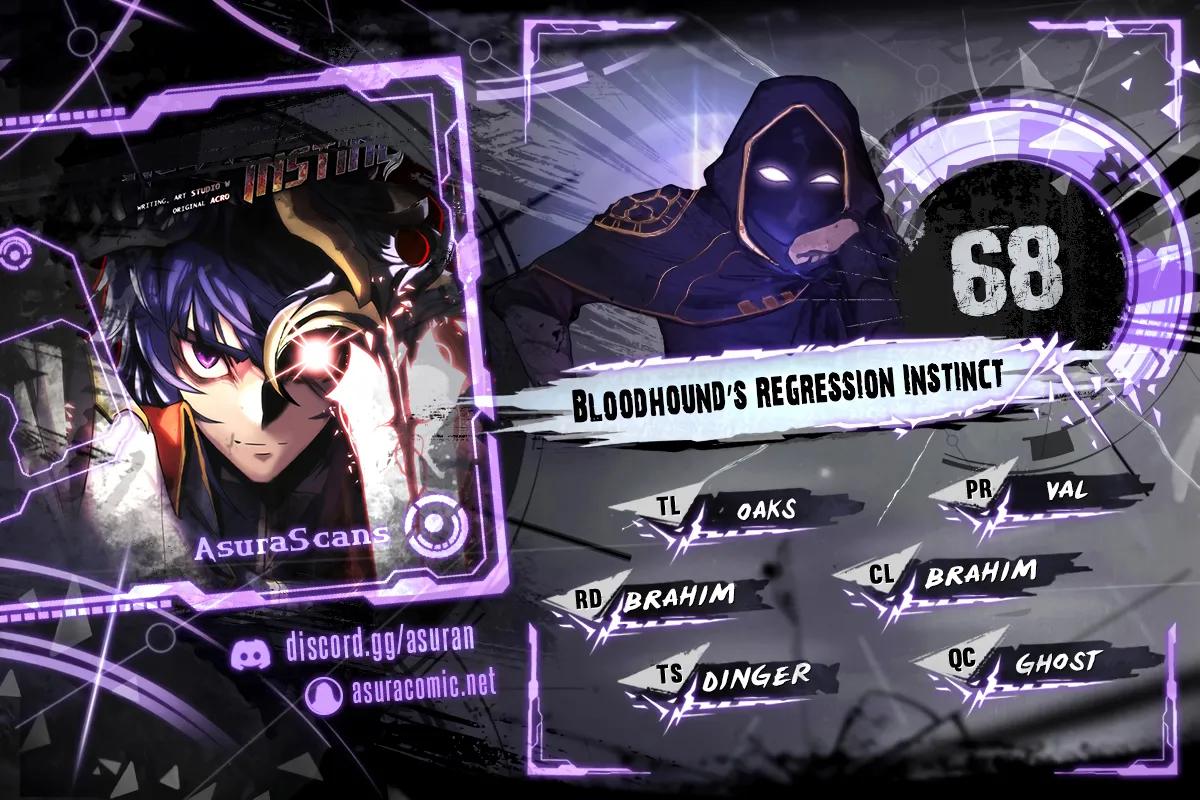 INSTINCT
WRITING. ART STUDIO W
ORIGINAL ACRO
AsuraScans
discord.gg/asuran
asuracomic.net
68
BLOODHOUND'S REGRESSION INSTINCT
TL OAKS
PR VAL
RD BRAHIM
CL BRAHIM
TS DINGER
QC GHOST